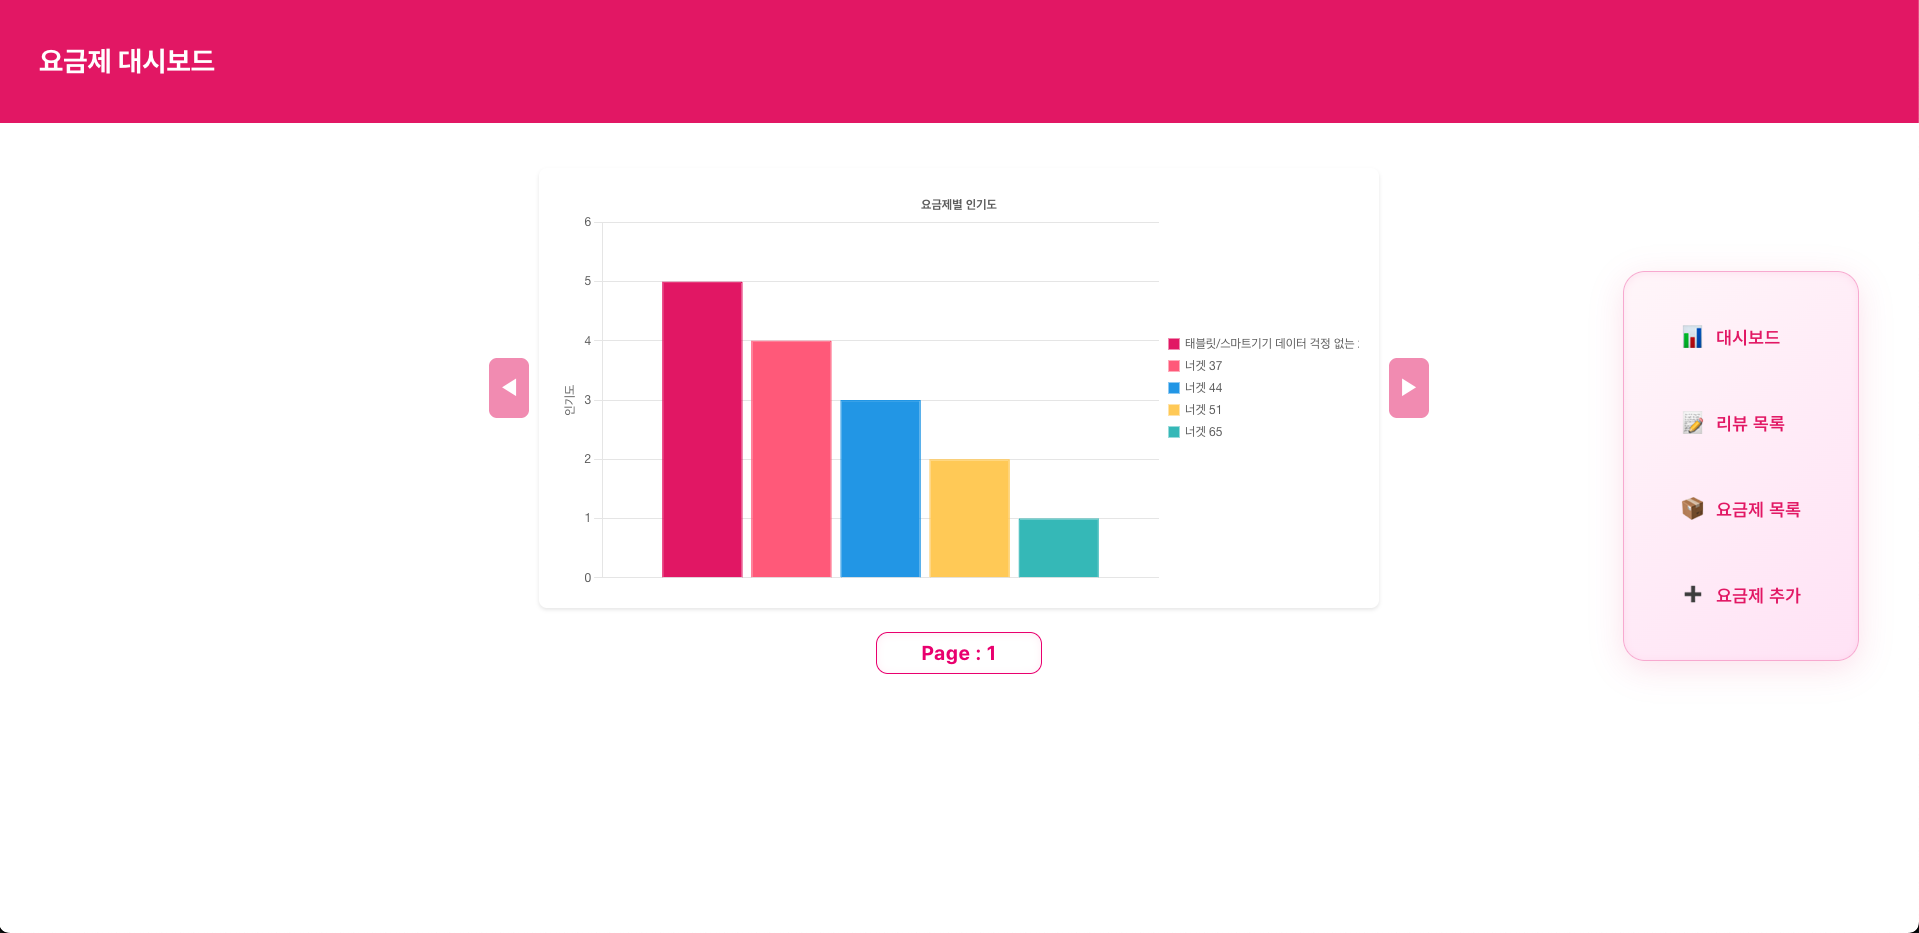 요금제 대시보드
요금제별 인기도
6
5
4
3
2
1
0
인기도
태블릿/스마트기기 데이터 걱정 없는
너겟 37
너겟 44
너겟 51
너겟 65
Page : 1
대시보드
리뷰 목록
요금제 목록
요금제 추가